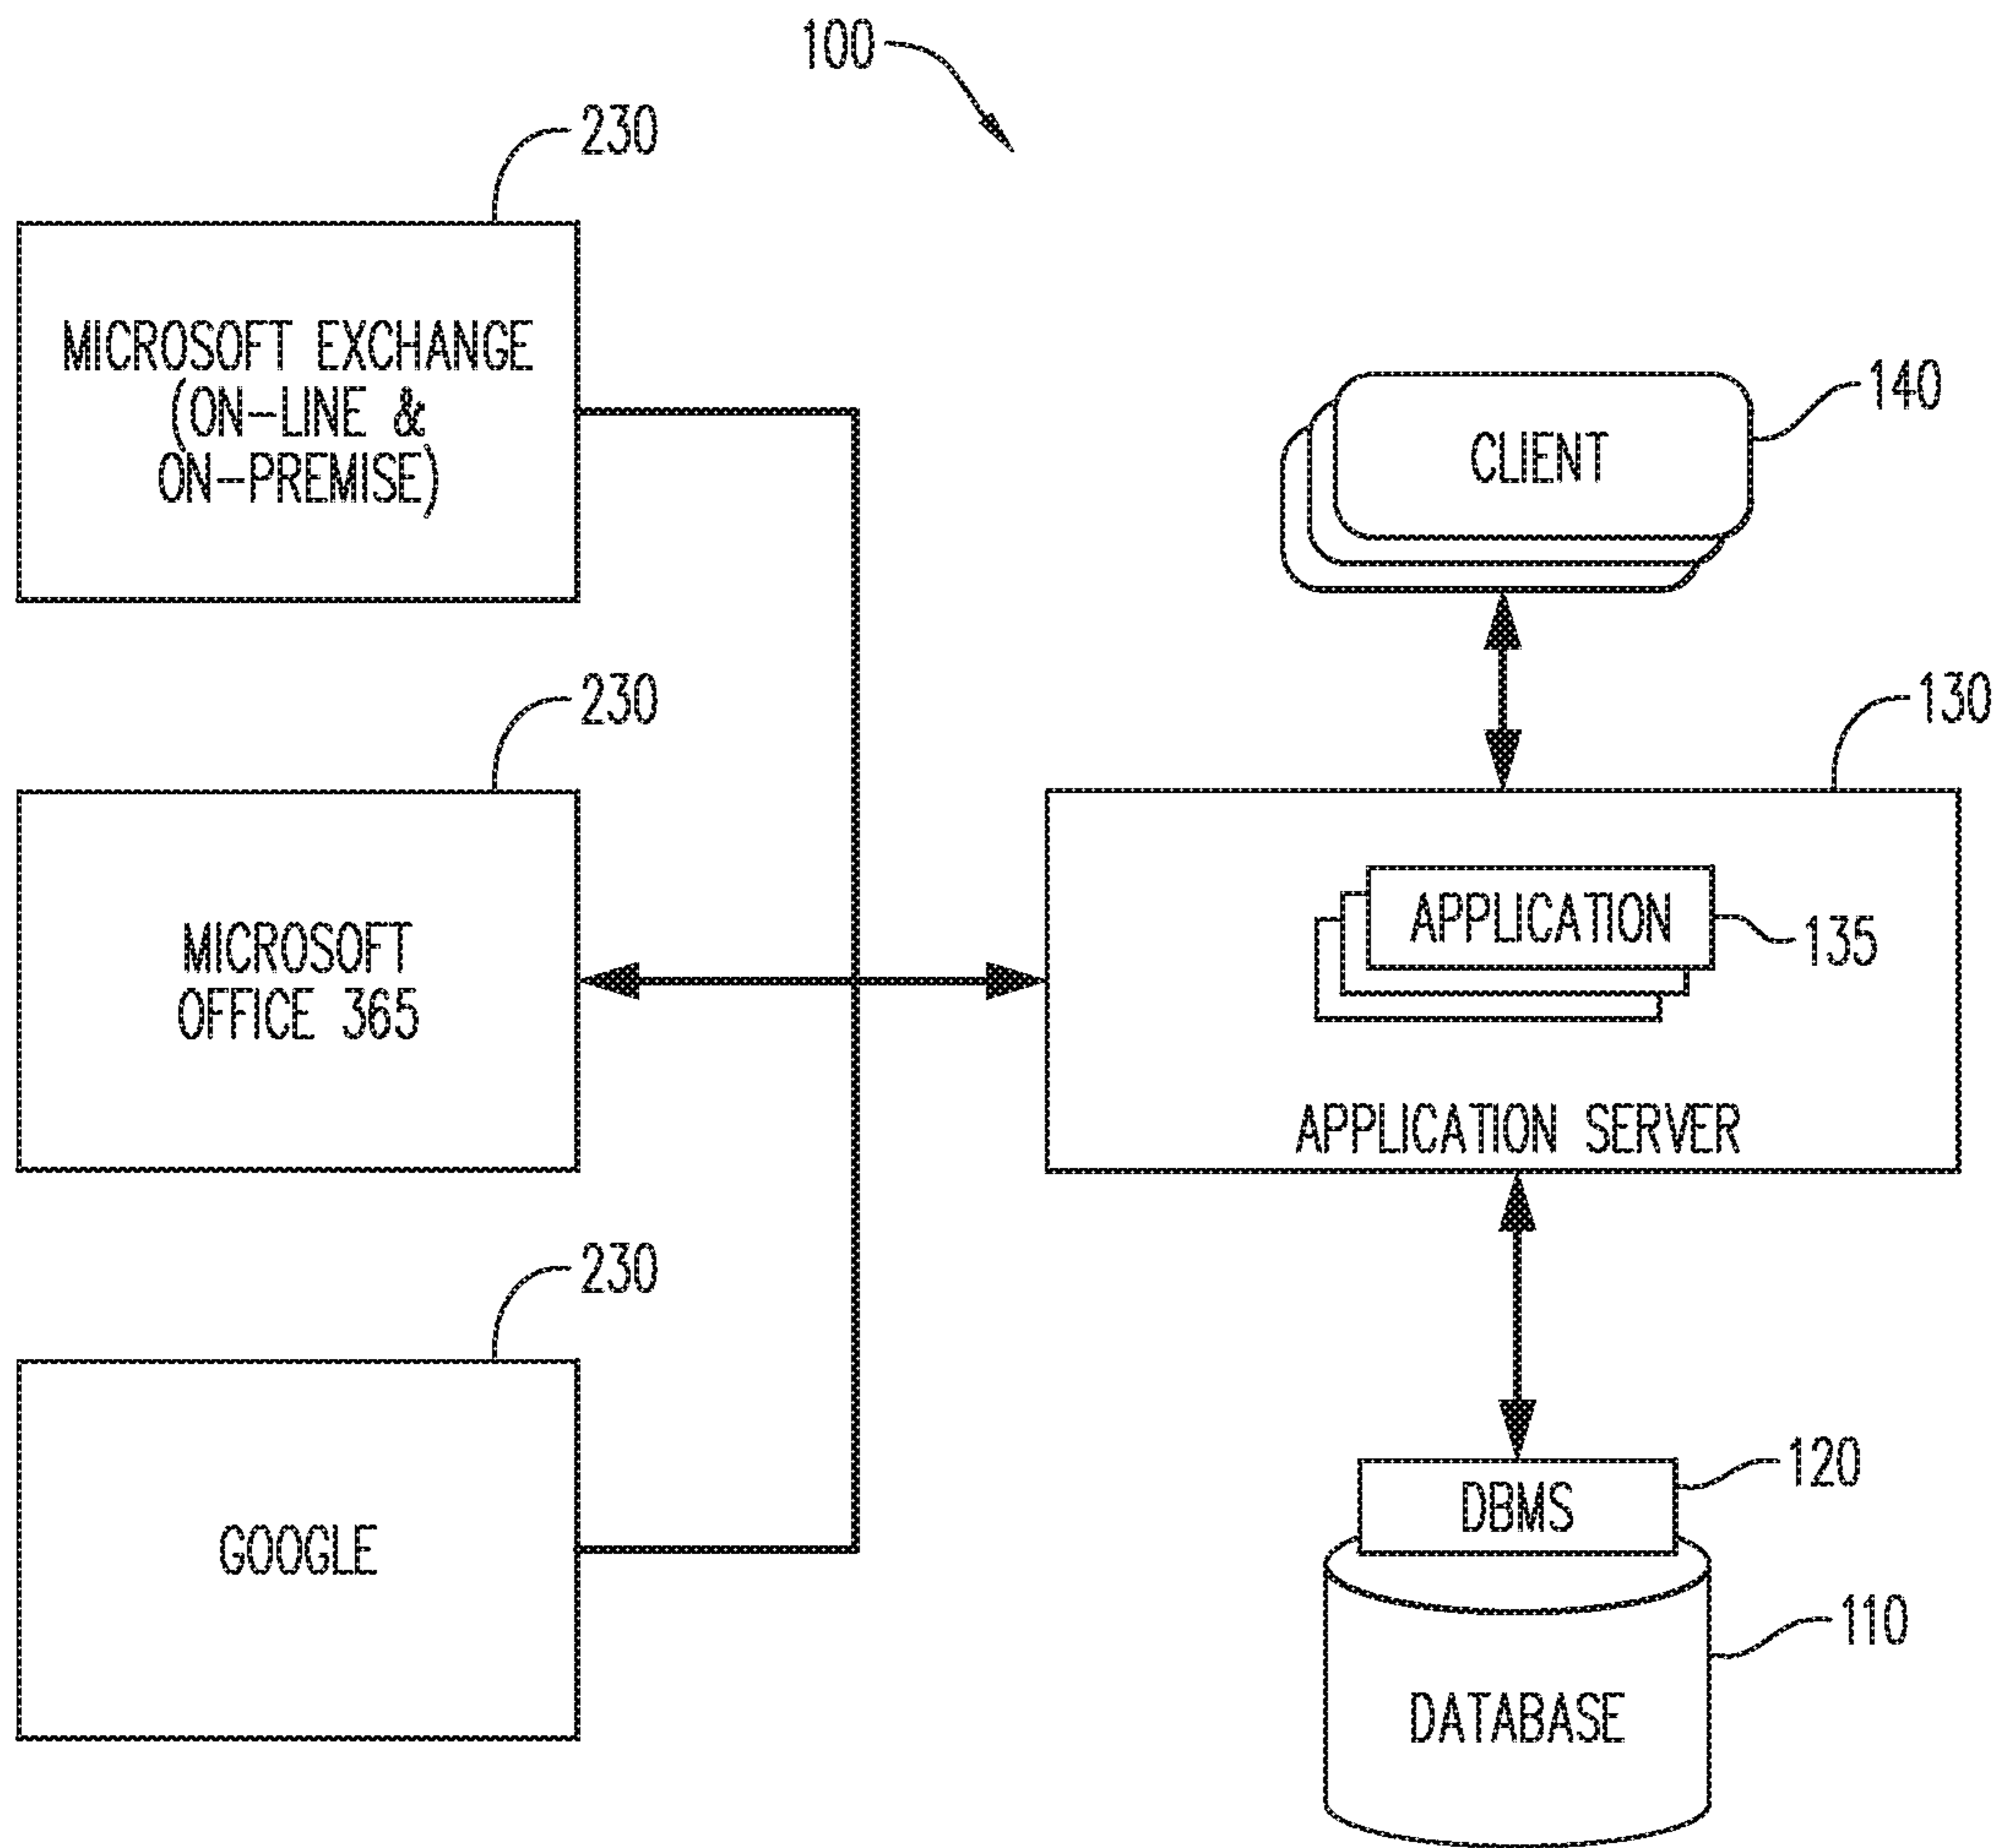 100
230
MICROSOFT EXCHANGE
(ON-LINE &
ON-PREMISE)
140
CLIENT
230
130
MICROSOFT
OFFICE 365
APPLICATION
135
APPLICATION SERVER
230
GOOGLE
120
DBMS
110
DATABASE